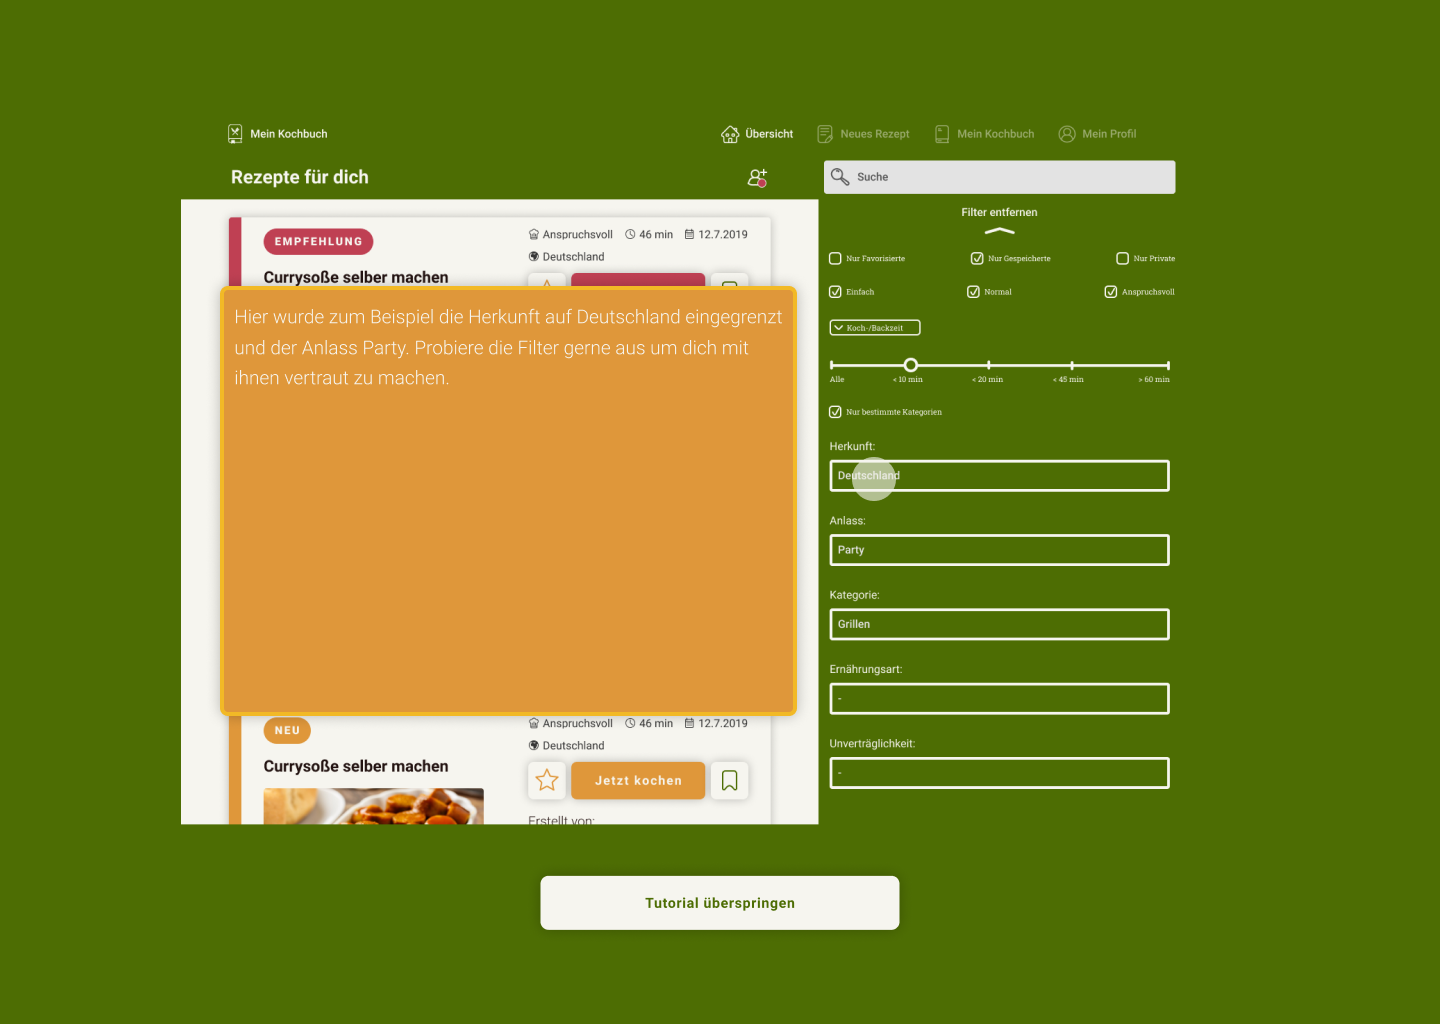 Mein Kochbuch
Übersicht
Neues Rezept
Mein Kochbuch
Mein Profil
Rezepte für dich
Suche
EMPFEHLUNG
Anspruchsvoll
46 min
12.7.2019
Deutschland
Currysoße selber machen
Hier wurde zum Beispiel die Herkunft auf Deutschland eingegrenzt
und der Anlass Party. Probiere die Filter gerne aus um dich mit
ihnen vertraut zu machen.
NEU
Anspruchsvoll
46 min
12.7.2019
Deutschland
Currysoße selber machen
Jetzt kochen
Erstellt von:
Filter entfernen
Nur Favorisierte
Nur Gespeicherte
Nur Private
Einfach
Normal
Anspruchsvoll
Koch-/Backzeit
Alle
< 10 min
< 20 min
< 45 min
> 60 min
Nur bestimmte Kategorien
Herkunft:
Deutschland
Anlass:
Party
Kategorie:
Grillen
Ernährungsart:
-
Unverträglichkeit:
-
Tutorial überspringen